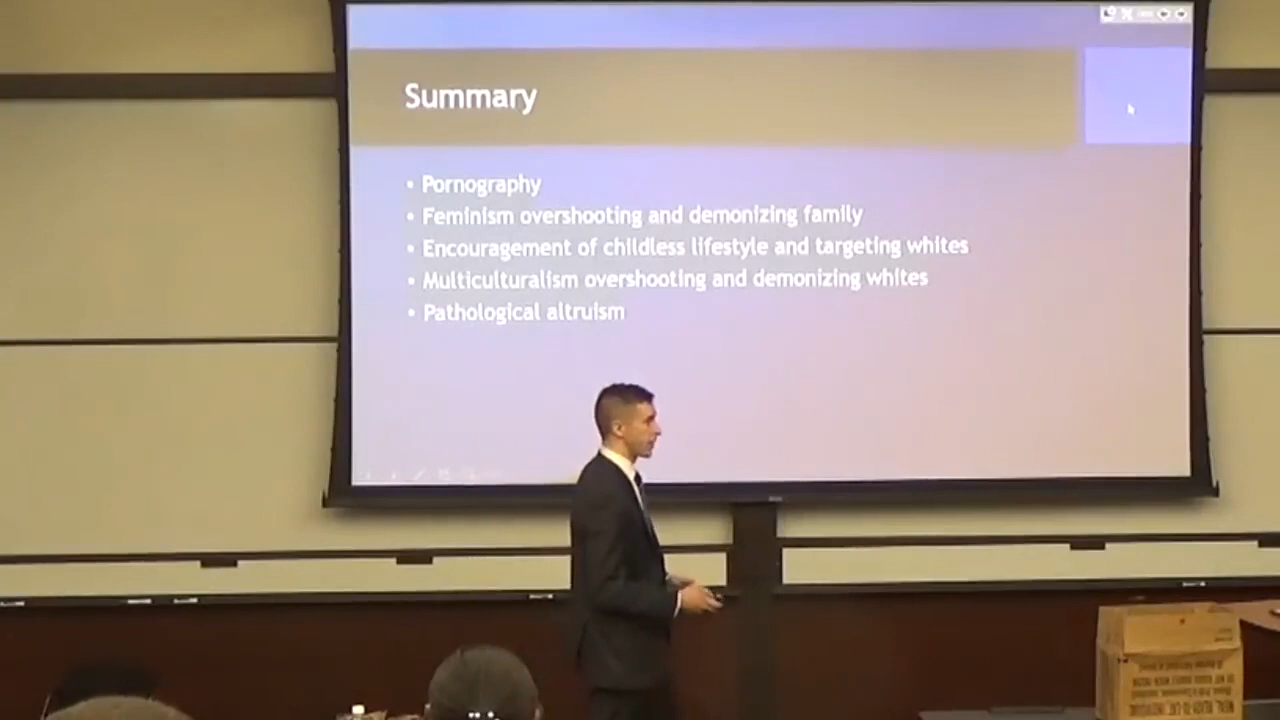 Summary
• Pornography
• Feminism overshooting and demonizing family
• Encouragement of childless lifestyle and targeting whites
• Multiculturalism overshooting and demonizing whites
• Pathological altruism